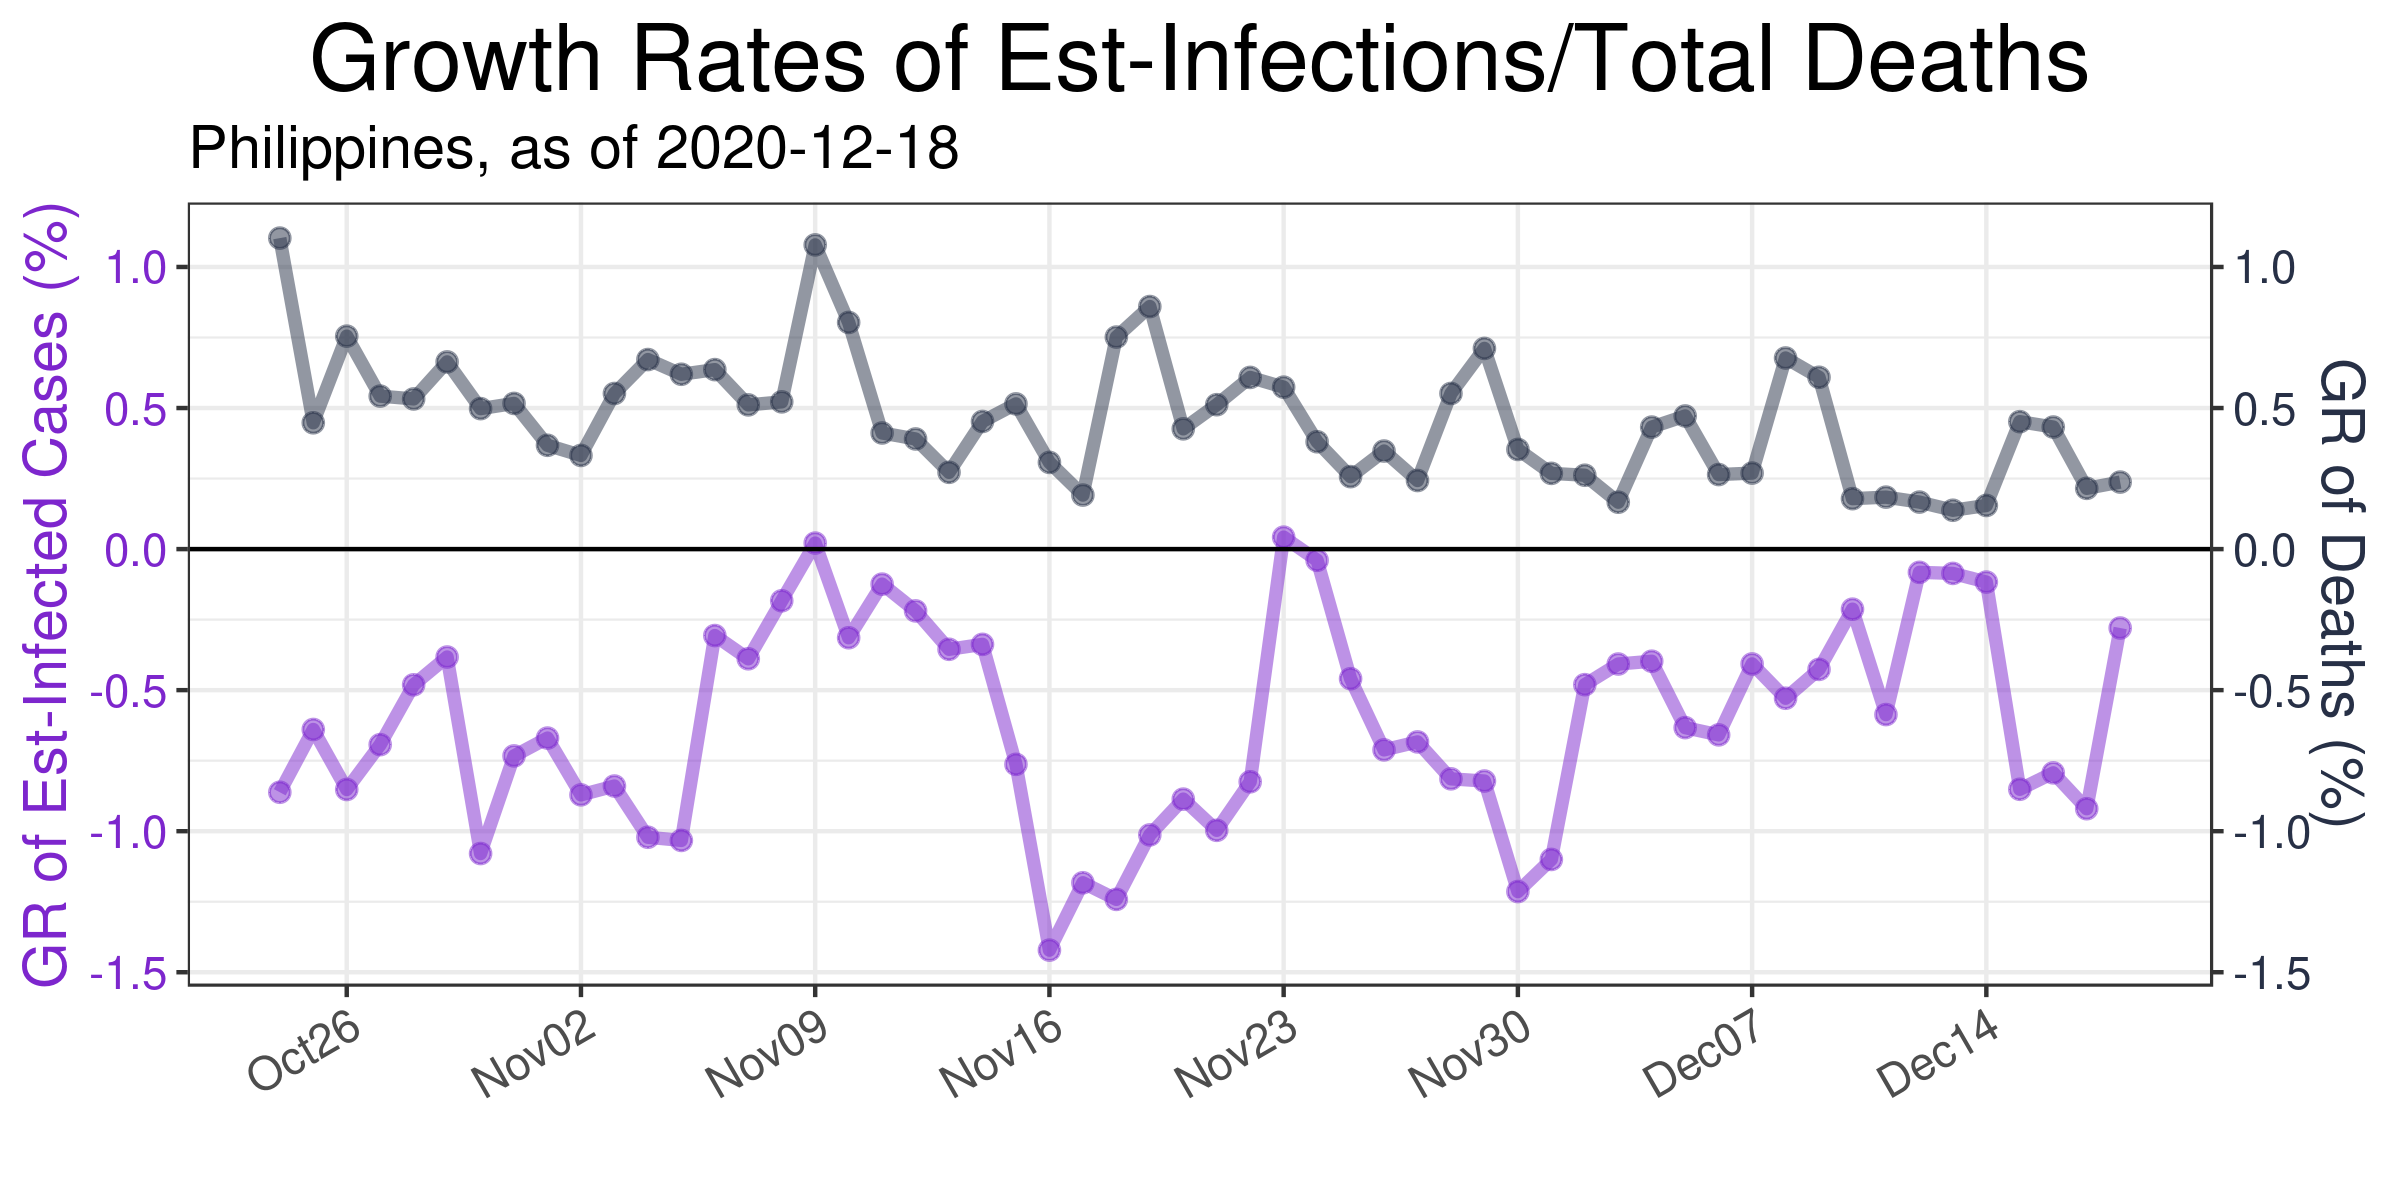 Growth Rates of Est-Infections/Total Deaths
Philippines, as of 2020-12-18
GR of Est-Infected Cases (%)
1.0
0.5
0.0
-0.5
-1.0
-1.5
1.0
0.5
0.0
-0.5
-1.0
-1.5
GR of Deaths (%)
Oct26 Nov02 Nov09 Nov16 Nov23 Nov30 Dec07 Dec14